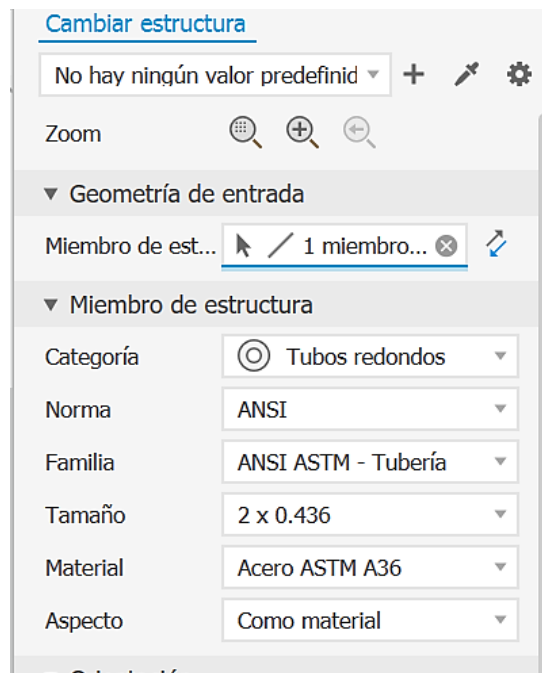 Cambiar estructura
No hay ningún valor predefinid
Zoom
Geometría de entrada
Miembro de est... 1 miembro...
Miembro de estructura
Categoría Tubos redondos
Norma ANSI
Familia ANSI ASTM - Tubería
Tamaño 2 x 0.436
Material Acero ASTM A36
Aspecto Como material